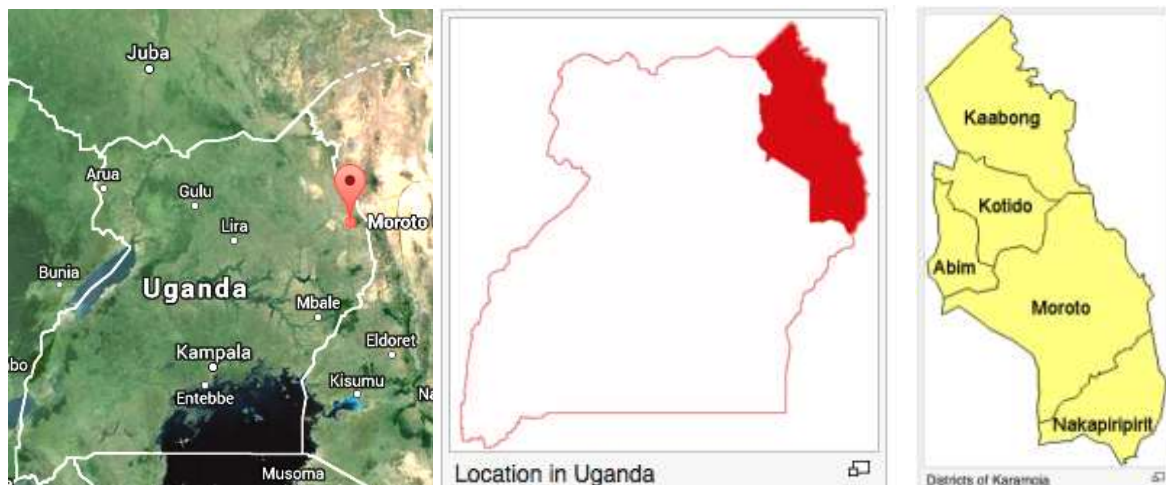 Juba
Arua
Gulu
Lira
Moroto
Bunia
Uganda
Mbale
Kampala
Eldoret
Entebbe
Kisumu
Musoma
Location in Uganda
Kaabong
Kotido
Abim
Moroto
Nakapiripirit
Districts of Karamoja